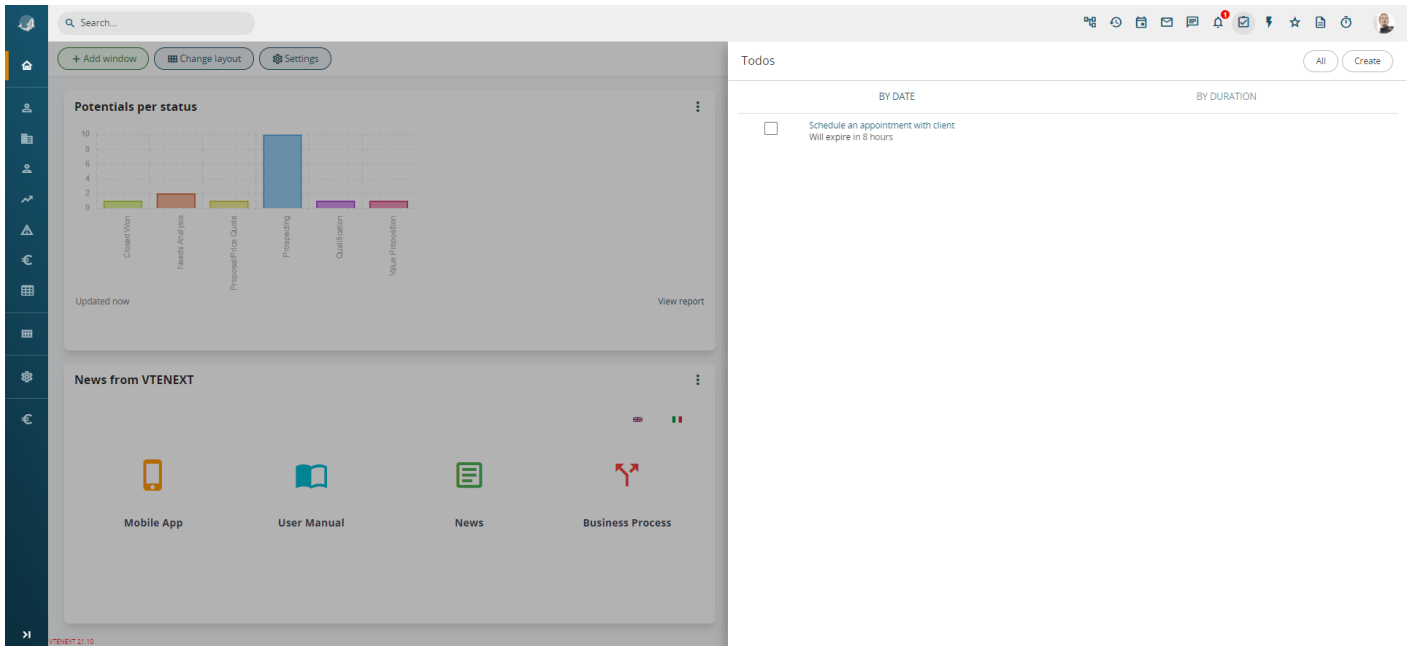 Search...
1
+ Add window
Change layout
Settings
Todos
All
Create
BY DATE
BY DURATION
Schedule an appointment with client
Will expire in 8 hours
Potentials per status
10
8
6
4
2
0
Closed Won
Needs Analysis
Proposal/Price Quote
Prospecting
Qualification
Value Proposition
Updated now
View report
News from VTENEXT
Mobile App
User Manual
News
Business Process
VTENEXT 21.10